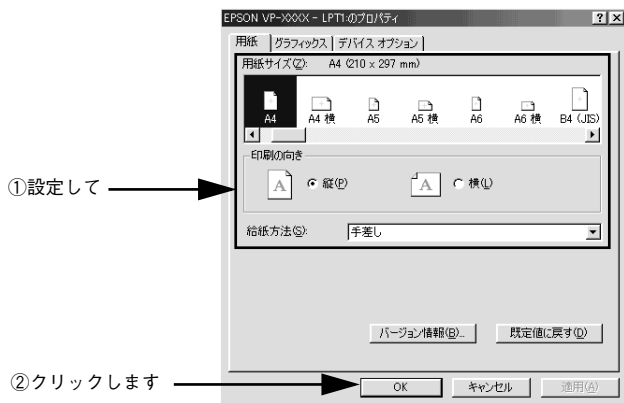 EPSON VP-XXXX - LPT1:のプロパティ
用紙 グラフィックス デバイス オプション
用紙サイズ(Z): A4 (210 x 297 mm)
A4 A4 横 A5 A5 横 A6 A6 横 B4 (JIS)
印刷の向き
①設定して
A 縦(P) A 横(L)
給紙方法(S): 手差し
バージョン情報(B)... 既定値に戻す(D)
②クリックします
OK キャンセル 適用(A)